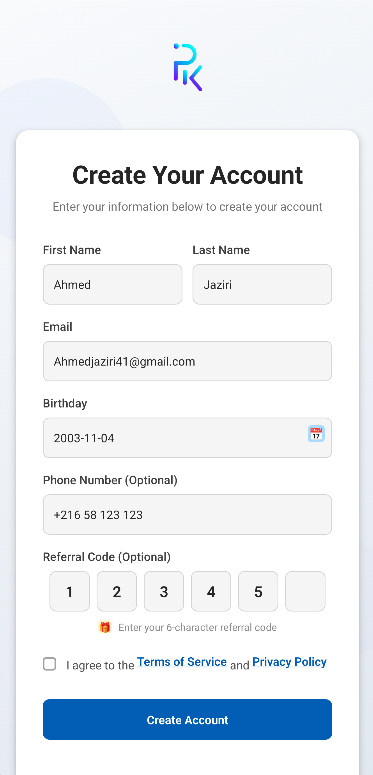 Create Your Account
Enter your information below to create your account
First Name Last Name
Ahmed Jaziri
Email
Ahmedjaziri41@gmail.com
Birthday
2003-11-04
17
Phone Number (Optional)
+216 58 123 123
Referral Code (Optional)
1 2 3 4 5
Enter your 6-character referral code
I agree to the Terms of Service and Privacy Policy
Create Account